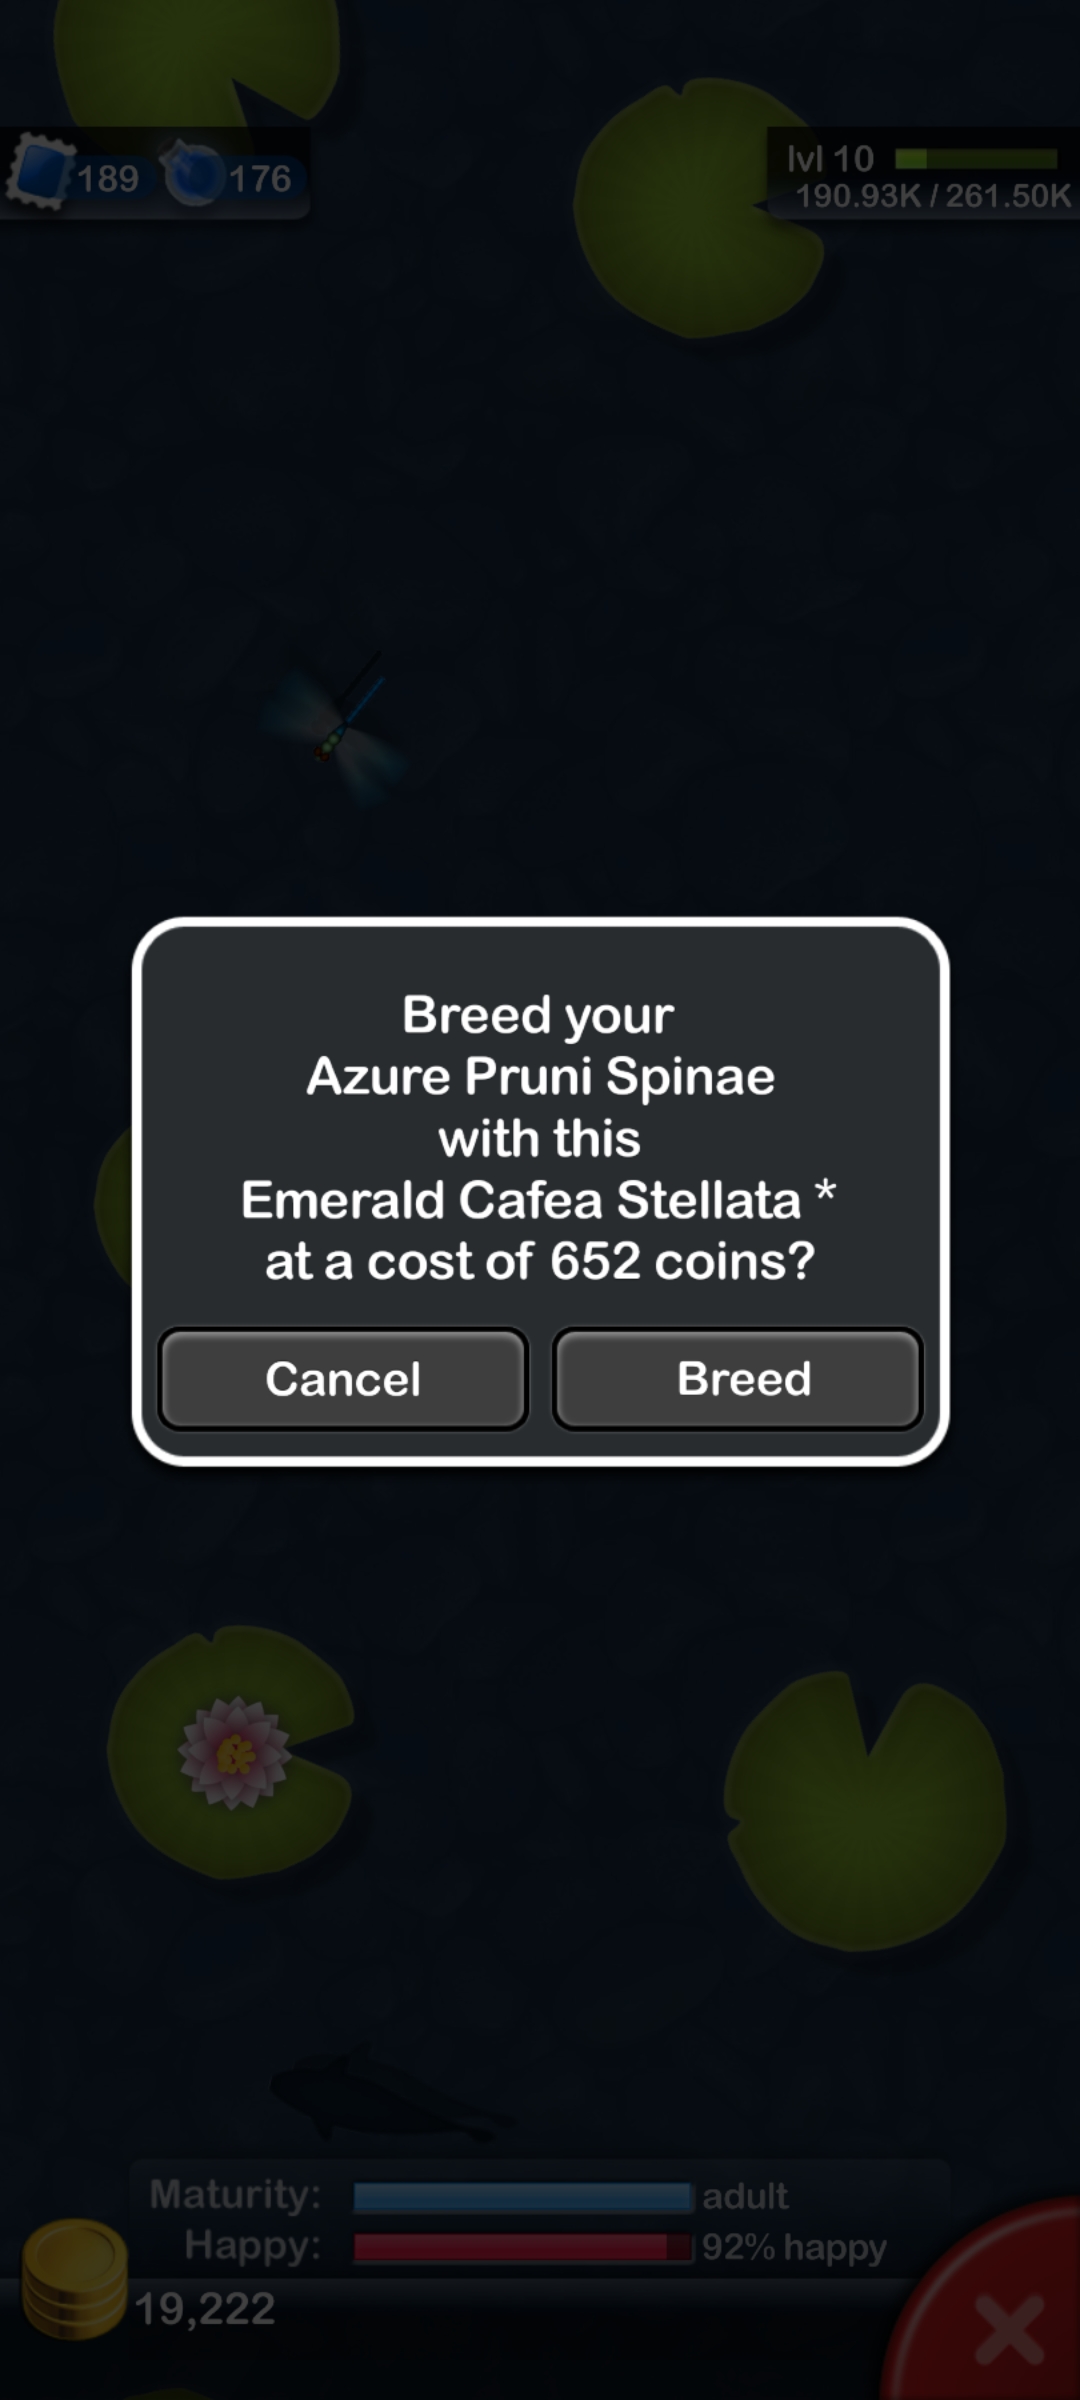 189 176
lvl 10
190.93K / 261.50K
Breed your
Azure Pruni Spinae
with this
Emerald Cafea Stellata *
at a cost of 652 coins?
Cancel Breed
Maturity: adult
Happy: 92% happy
19,222